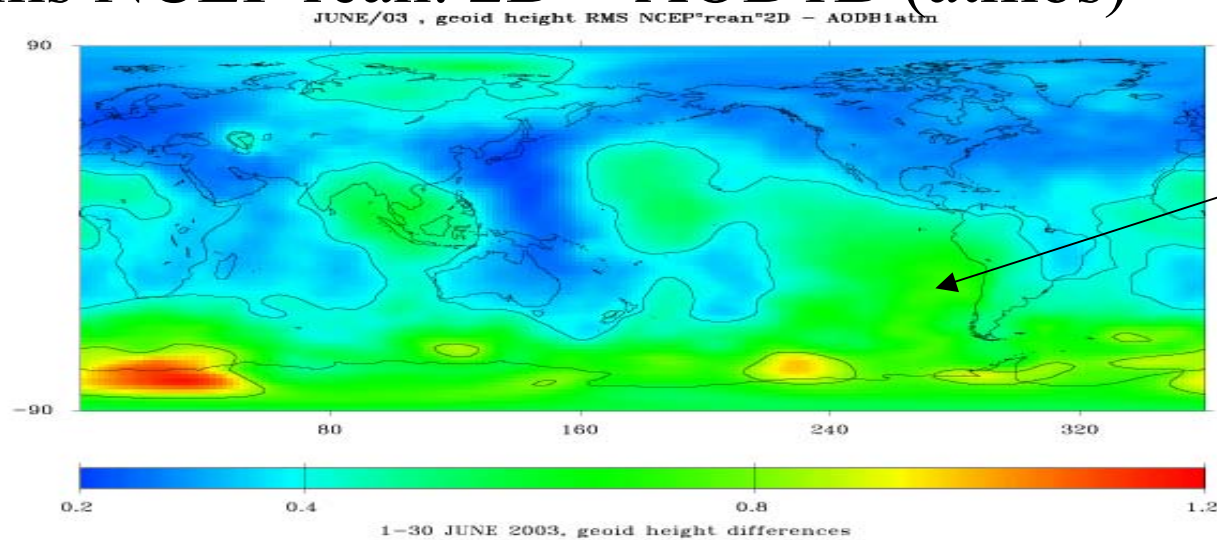 JUNE/03 , geoid height RMS NCEP°rean°2D - AODB1atm
90
-90
80 160 240 320
0.2 0.4 0.8 1.2
1-30 JUNE 2003, geoid height differences